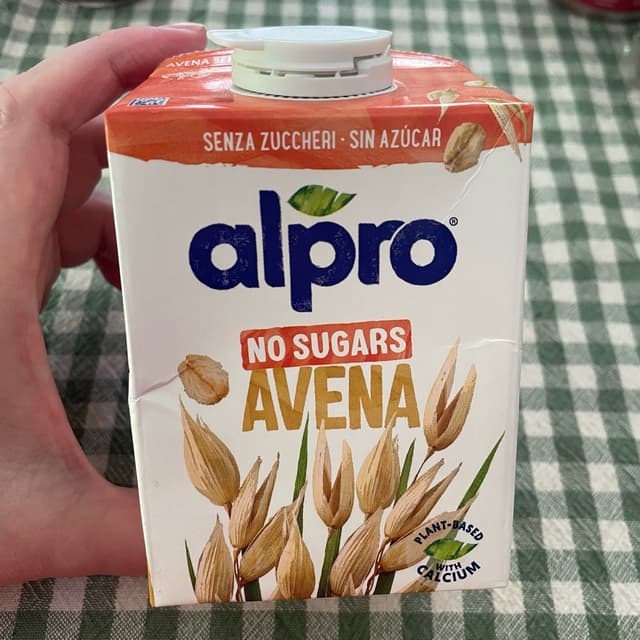 AVENA
SENZA ZUCCHERI · SIN AZÚCAR
alpro®
NO SUGARS
AVENA
PLANT-BASED
WITH
CALCIUM